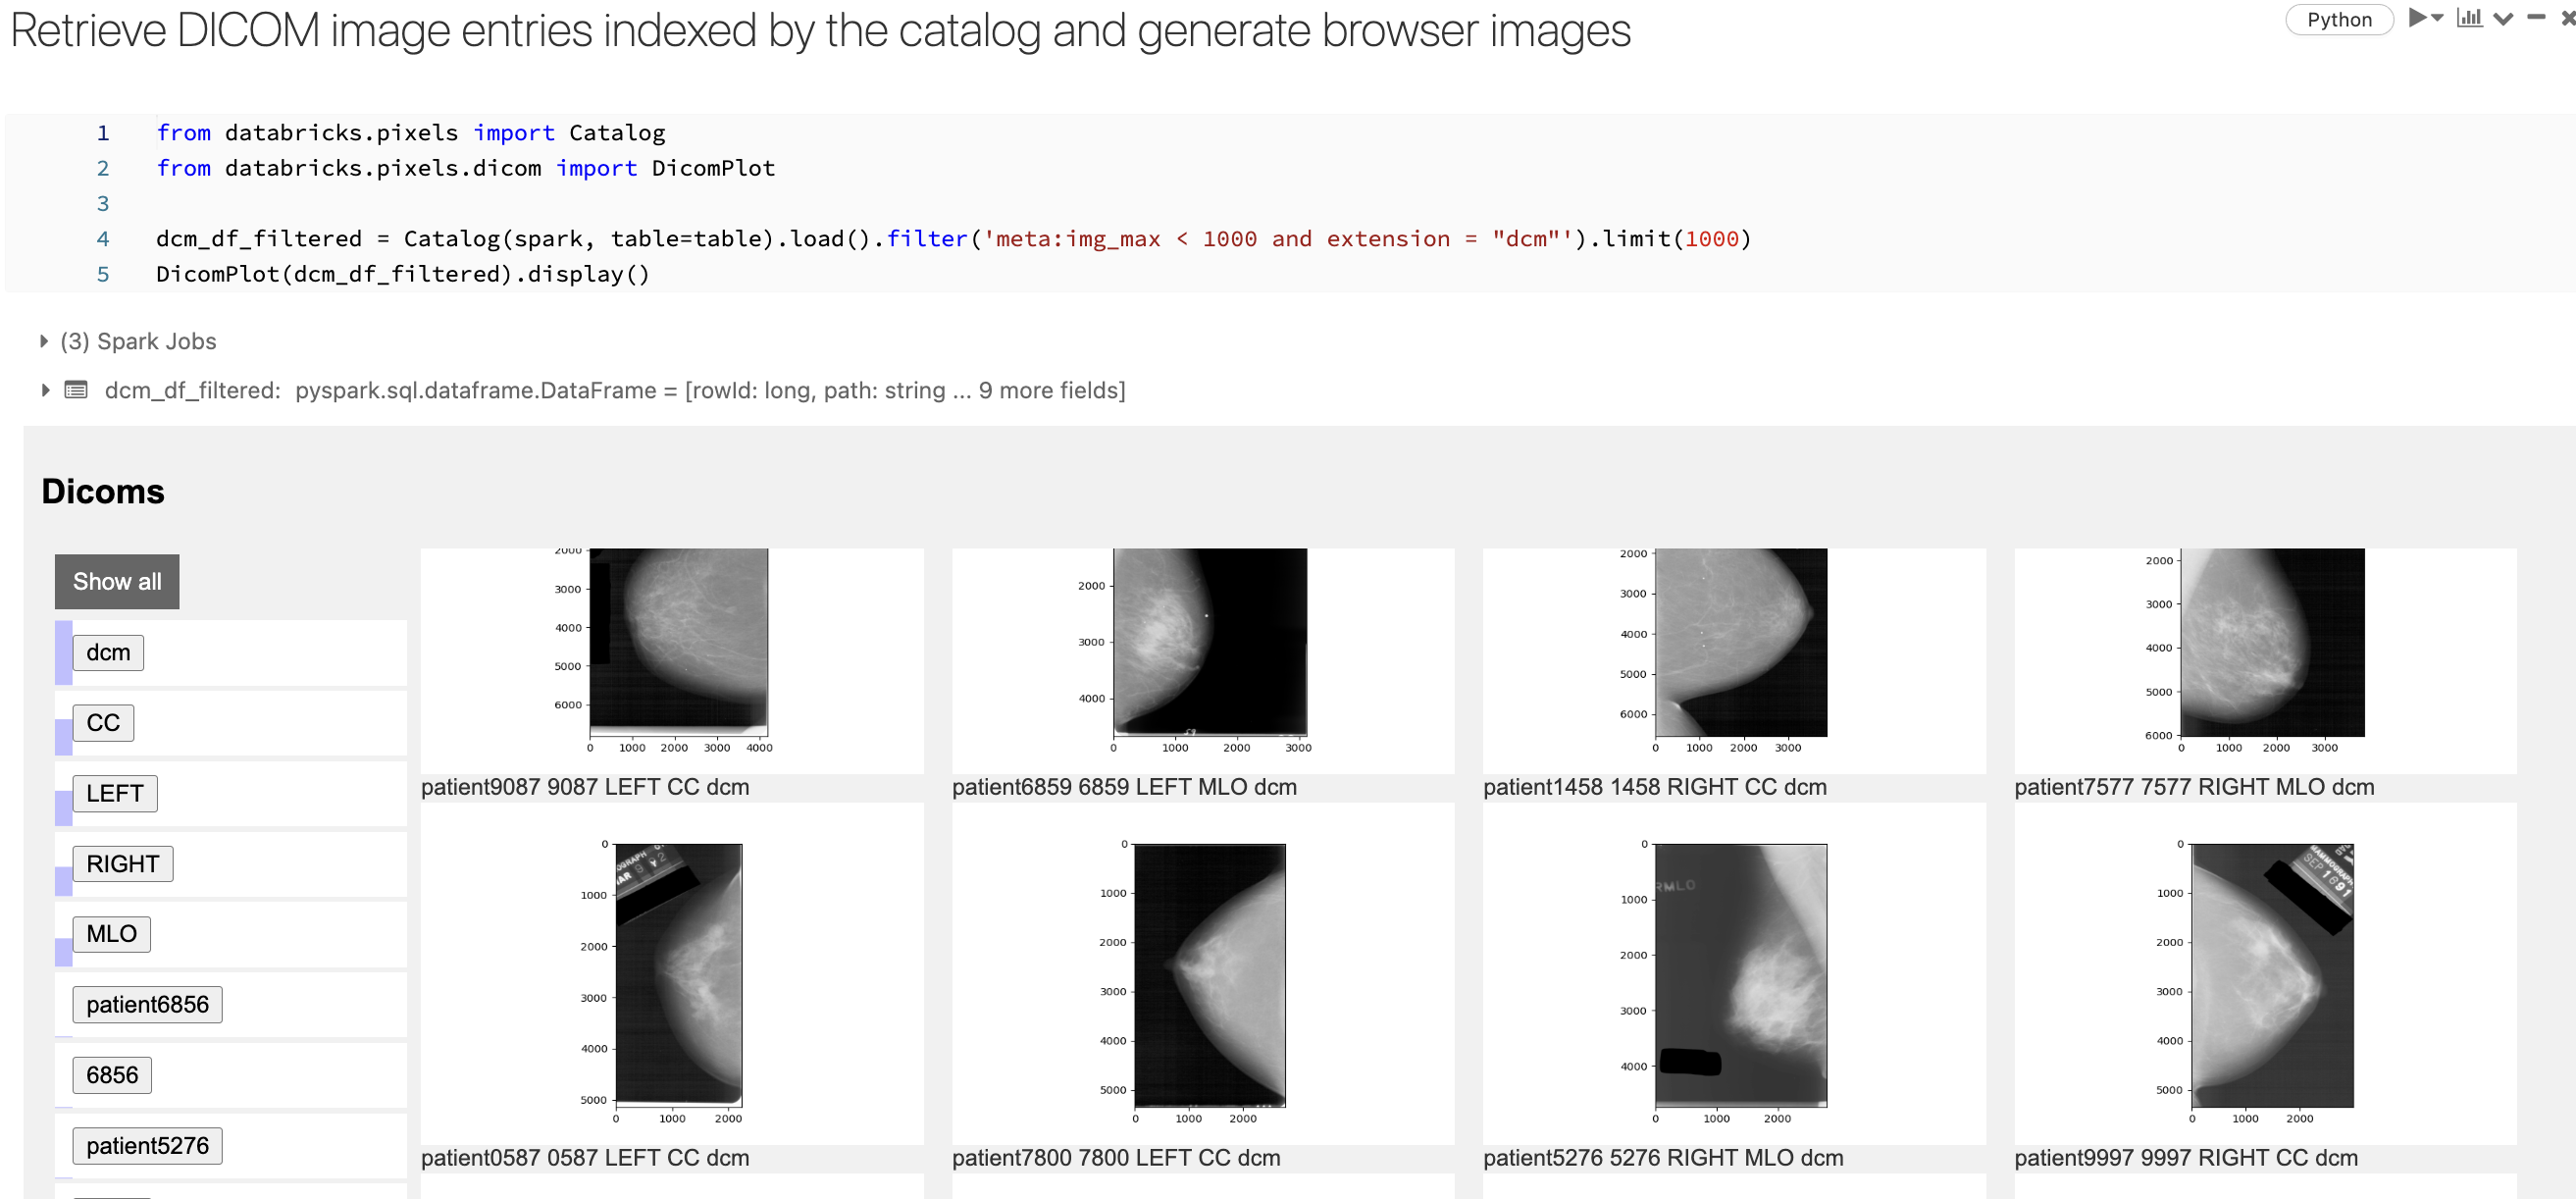 Retrieve DICOM image entries indexed by the catalog and generate browser images
Python
1 from databricks.pixels import Catalog
2 from databricks.pixels.dicom import DicomPlot
3
4 dcm_df_filtered = Catalog(spark, table=table).load().filter('meta:img_max < 1000 and extension = "dcm"').limit(1000)
5 DicomPlot(dcm_df_filtered).display()
(3) Spark Jobs
dcm_df_filtered: pyspark.sql.dataframe.DataFrame = [rowId: long, path: string ... 9 more fields]
Dicoms
Show all
dcm
CC
LEFT
RIGHT
MLO
patient6856
6856
patient5276
2000
3000
4000
5000
6000
0 1000 2000 3000 4000
patient9087 9087 LEFT CC dcm
2000
3000
4000
0 1000 2000 3000
patient6859 6859 LEFT MLO dcm
2000
3000
4000
5000
6000
0 1000 2000 3000
patient1458 1458 RIGHT CC dcm
2000
3000
4000
5000
6000
0 1000 2000 3000
patient7577 7577 RIGHT MLO dcm
0
1000
2000
3000
4000
5000
0 1000 2000
patient0587 0587 LEFT CC dcm
0
1000
2000
3000
4000
5000
0 1000 2000
patient7800 7800 LEFT CC dcm
0
1000
2000
3000
4000
0 1000 2000
RMLO
patient5276 5276 RIGHT MLO dcm
0
1000
2000
3000
4000
5000
0 1000 2000
MAMMOGRAPH
SEP 1691
patient9997 9997 RIGHT CC dcm